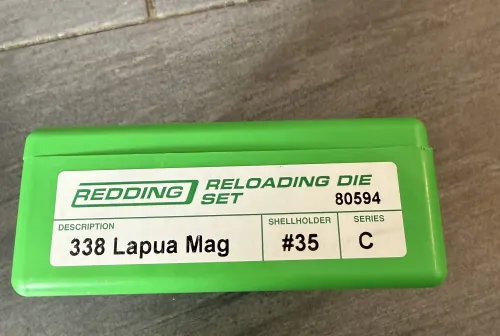 REDDING RELOADING DIE
SET 80594
DESCRIPTION SHELLHOLDER SERIES
338 Lapua Mag #35 C